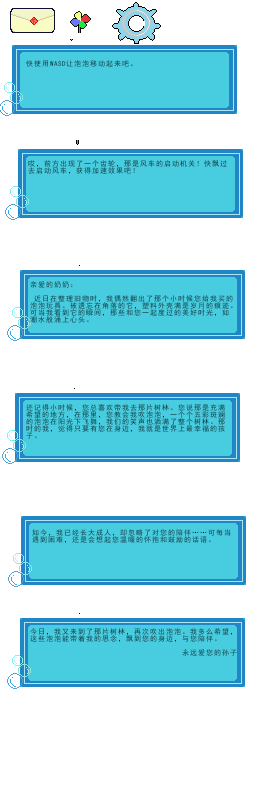 快使用WASD让泡泡移动起来吧。
哎，前方出现了一个齿轮，那是风车的启动机关！快飘过
去启动风车，获得加速效果吧！
亲爱的奶奶：
近日在整理旧物时，我偶然翻出了那个小时候您给我买的
泡泡玩具。被遗忘在角落的它，塑料外壳满是岁月的痕迹。
可当我看到它的瞬间，那些和您一起度过的美好时光，如
潮水般涌上心头。
还记得小时候，您总喜欢带我去那片树林。您说那是充满
希望的地方，在那里，您教会我吹泡泡，一个个五彩斑斓
的泡泡在阳光下飞舞，我们的笑声也洒满了整个树林。那
时的我，觉得只要有您在身边，我就是世界上最幸福的孩
子。
如今，我已经长大成人，却忽略了对您的陪伴……可每当
遇到困难，还是会想起您温暖的怀抱和鼓励的话语。
今日，我又来到了那片树林，再次吹出泡泡。我多么希望，
这些泡泡能带着我的思念，飘到您的身边，与您陪伴。
永远爱您的孙子